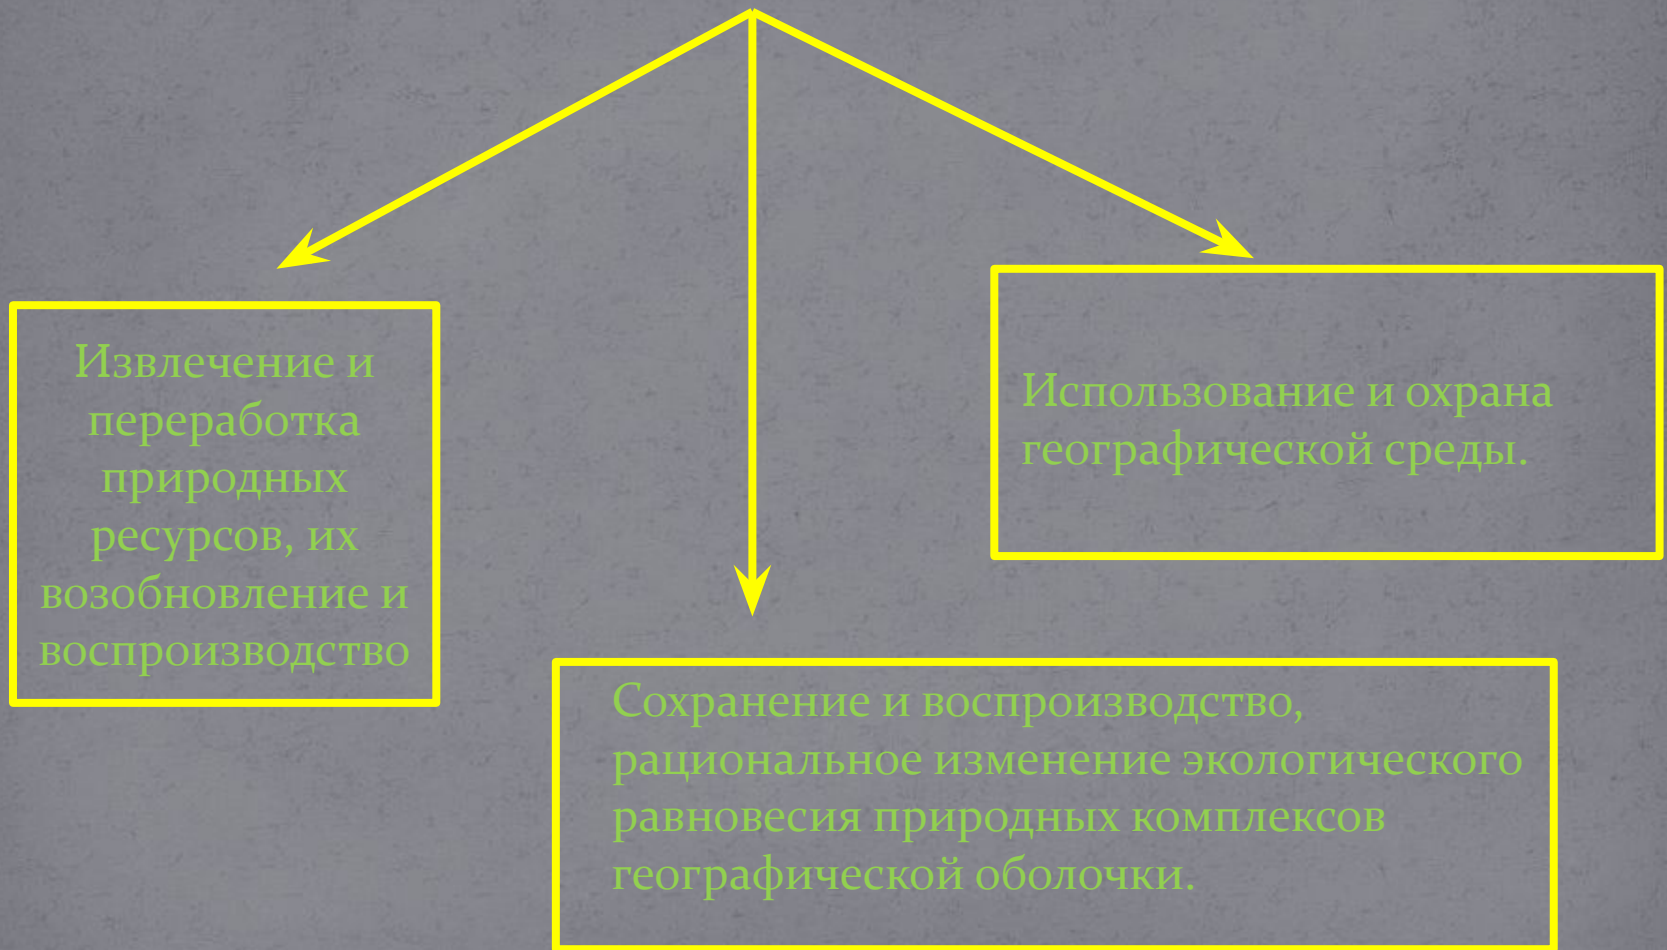 Извлечение и
переработка
природных
ресурсов, их
возобновление и
воспроизводство
Использование и охрана
географической среды.
Сохранение и воспроизводство,
рациональное изменение экологического
равновесия природных комплексов
географической оболочки.